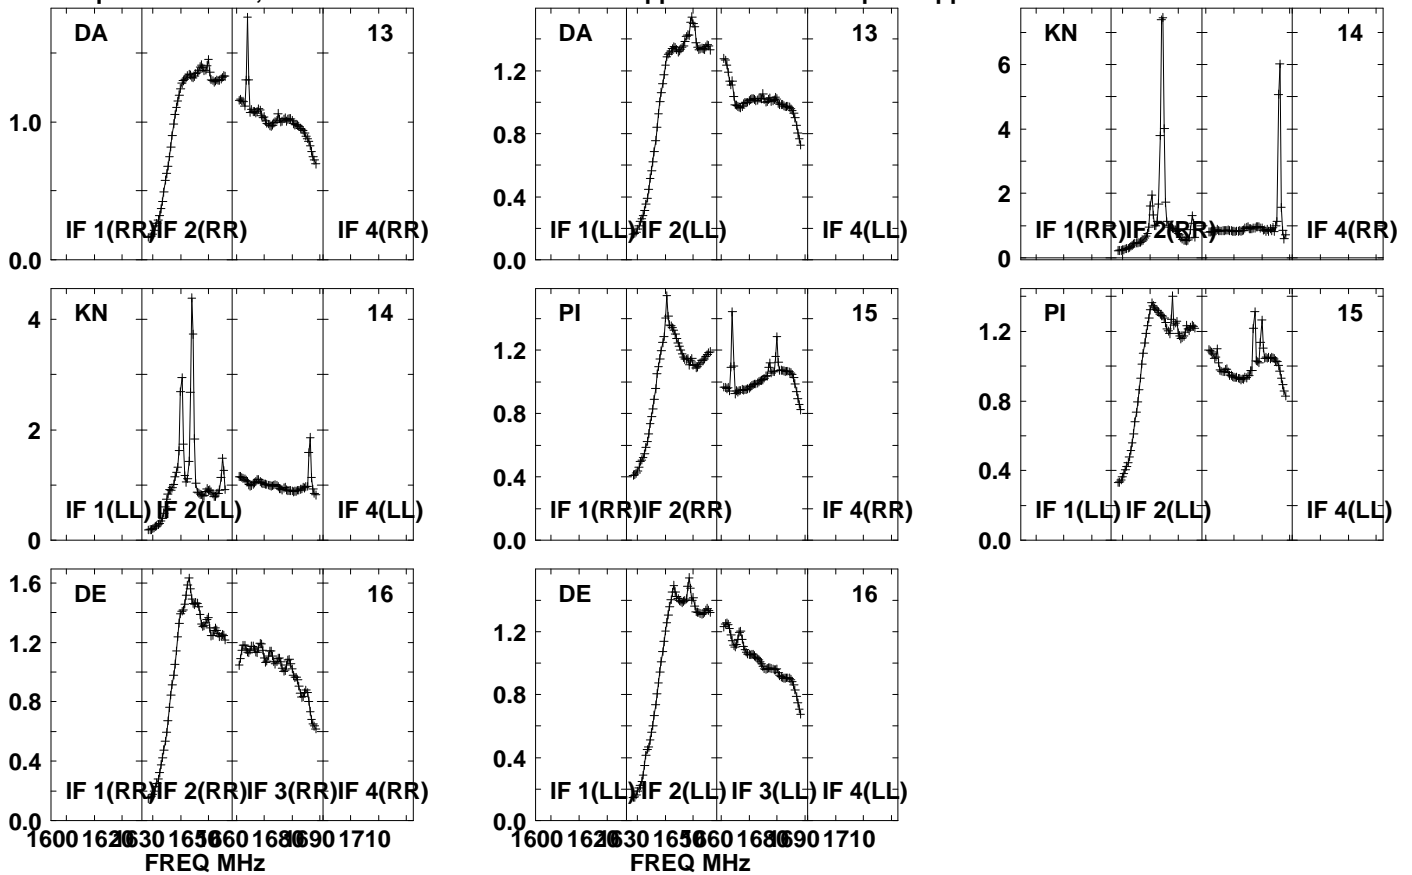 DA 13
1.0
0.0
IF 1(RR) IF 2(RR) IF 4(RR)
DA 13
1.2
0.8
0.4
0.0
IF 1(LL) IF 2(LL) IF 4(LL)
KN 14
6
4
2
0
IF 1(RR) IF 2(RR) IF 4(RR)
KN 14
4
2
0
IF 1(LL) IF 2(LL) IF 4(LL)
PI 15
1.2
0.8
0.4
0.0
IF 1(RR) IF 2(RR) IF 4(RR)
PI 15
1.2
0.8
0.4
0.0
IF 1(LL) IF 2(LL) IF 4(LL)
DE 16
1.6
1.2
0.8
0.4
0.0
IF 1(RR) IF 2(RR) IF 3(RR) IF 4(RR)
1600 1620 1630 1650 1660 1680 1690 1710
FREQ MHz
DE 16
1.2
0.8
0.4
0.0
IF 1(LL) IF 2(LL) IF 3(LL) IF 4(LL)
1600 1620 1630 1650 1660 1680 1690 1710
FREQ MHz